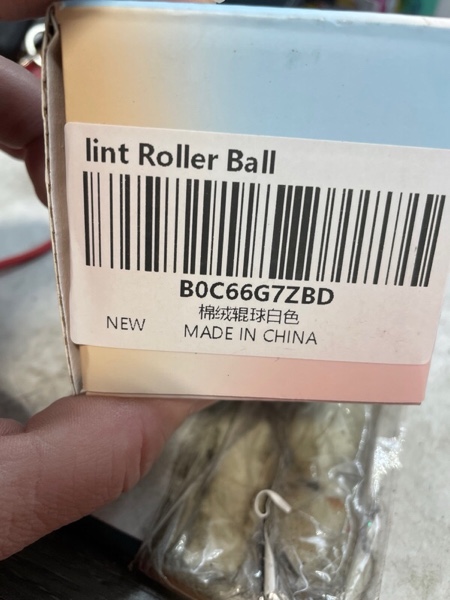 lint Roller Ball
B0C66G7ZBD
棉绒辊球白色
NEW MADE IN CHINA